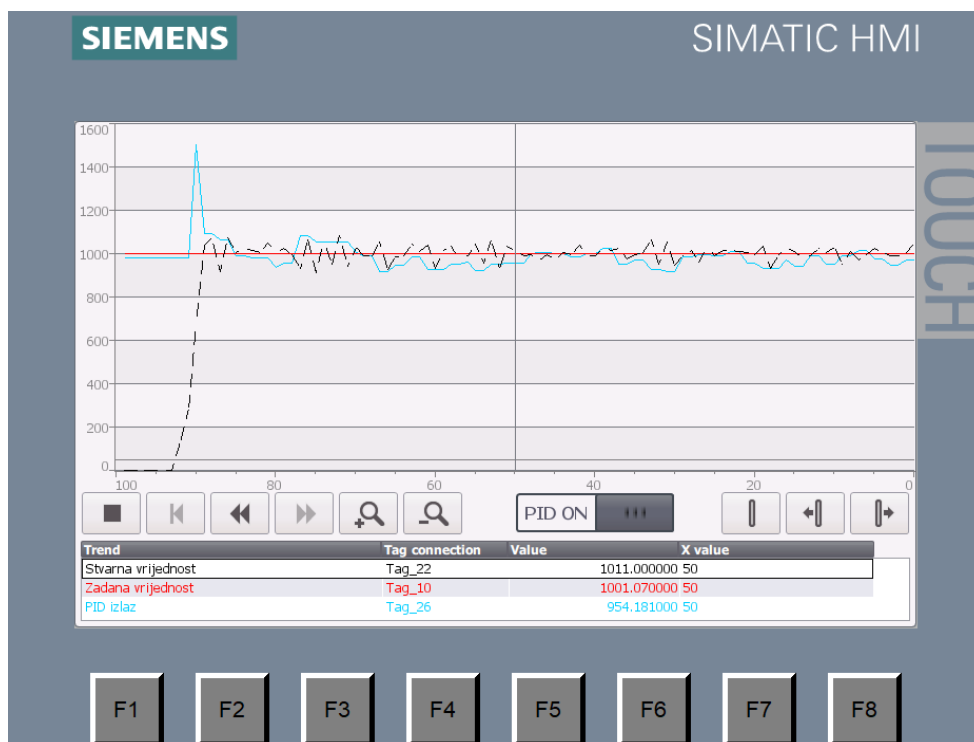 SIEMENS
SIMATIC HMI
TOUCH
1600
1400
1200
1000
800
600
400
200
0
100 80 60 40 20 0
PID ON
Trend Tag connection Value X value
Stvarna vrijednost Tag_22 1011.000000 50
Zadana vrijednost Tag_10 1001.070000 50
PID izlaz Tag_26 954.181000 50
F1 F2 F3 F4 F5 F6 F7 F8